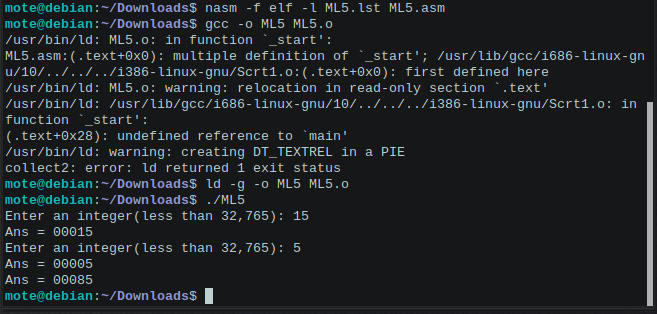 mote@debian:~/Downloads$ nasm -f elf -l ML5.lst ML5.asm
mote@debian:~/Downloads$ gcc -o ML5 ML5.o
/usr/bin/ld: ML5.o: in function `_start':
ML5.asm:(.text+0x0): multiple definition of `_start'; /usr/lib/gcc/i686-linux-gn
u/10/../../../i386-linux-gnu/Scrt1.o:(.text+0x0): first defined here
/usr/bin/ld: ML5.o: warning: relocation in read-only section `.text'
/usr/bin/ld: /usr/lib/gcc/i686-linux-gnu/10/../../../i386-linux-gnu/Scrt1.o: in
function `_start':
(.text+0x28): undefined reference to `main'
/usr/bin/ld: warning: creating DT_TEXTREL in a PIE
collect2: error: ld returned 1 exit status
mote@debian:~/Downloads$ ld -g -o ML5 ML5.o
mote@debian:~/Downloads$ ./ML5
Enter an integer(less than 32,765): 15
Ans = 00015
Enter an integer(less than 32,765): 5
Ans = 00005
Ans = 00085
mote@debian:~/Downloads$